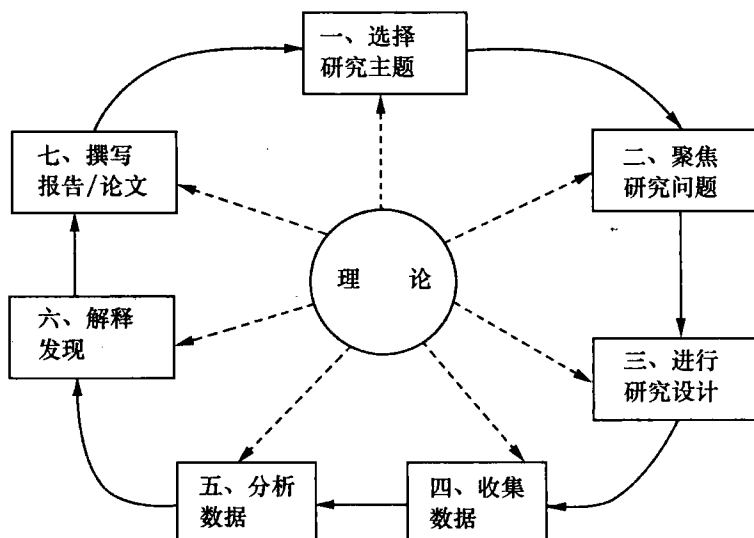 一、选择
研究主题
二、聚焦
研究问题
三、进行
研究设计
四、收集
数据
五、分析
数据
六、解释
发现
七、撰写
报告/论文
理 论